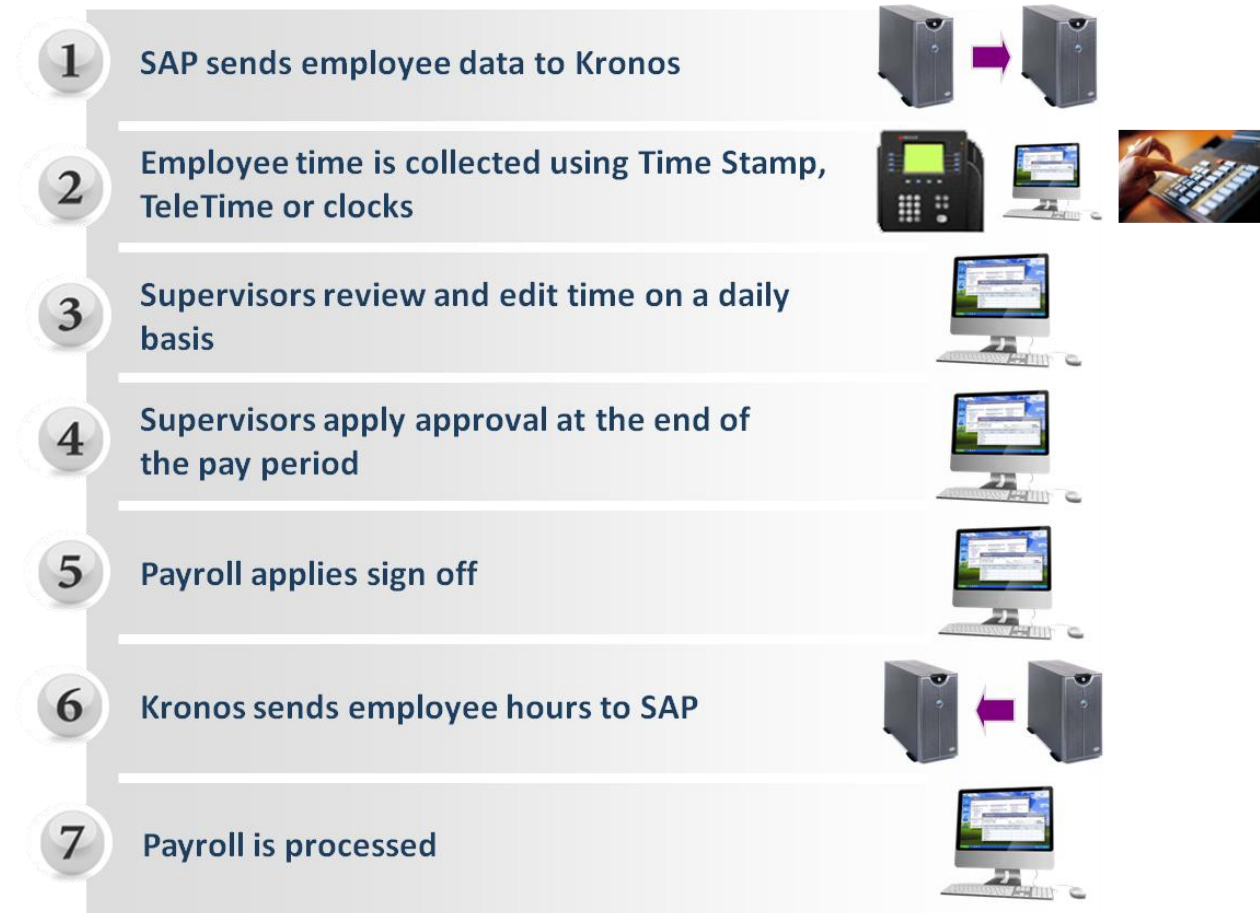 1
SAP sends employee data to Kronos
2
Employee time is collected using Time Stamp,
TeleTime or clocks
3
Supervisors review and edit time on a daily
basis
4
Supervisors apply approval at the end of
the pay period
5
Payroll applies sign off
6
Kronos sends employee hours to SAP
7
Payroll is processed